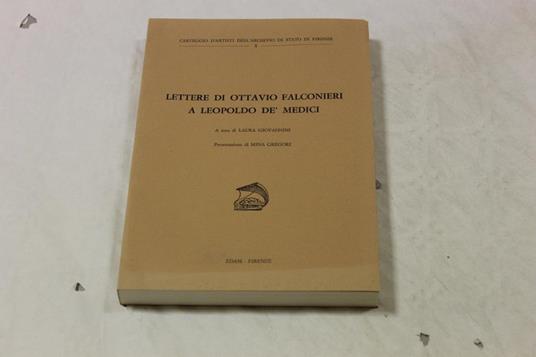 CARTEGGIO D'ARTISTI DELL'ARCHIVIO DI STATO DI FIRENZE
X
LETTERE DI OTTAVIO FALCONIERI
A LEOPOLDO DE' MEDICI
A cura di LAURA GIOVANNINI
Presentazione di MINA GREGORI
EDAM - FIRENZE